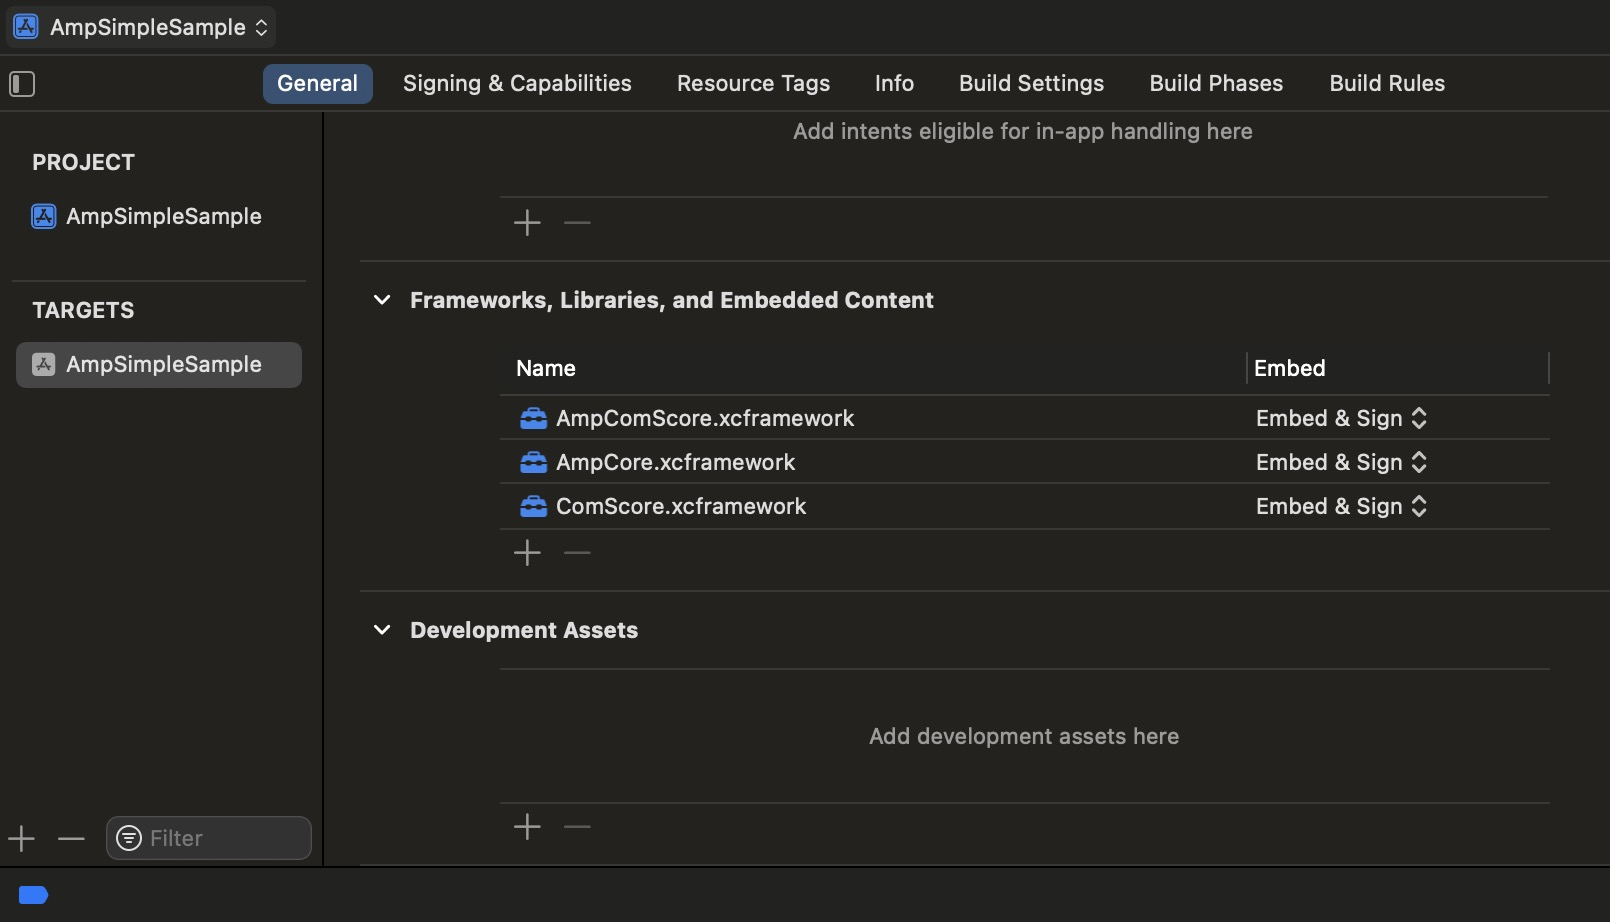 AmpSimpleSample
General Signing & Capabilities Resource Tags Info Build Settings Build Phases Build Rules
Add intents eligible for in-app handling here
PROJECT
AmpSimpleSample
TARGETS
AmpSimpleSample
Frameworks, Libraries, and Embedded Content
Name Embed
AmpComScore.xcframework Embed & Sign
AmpCore.xcframework Embed & Sign
ComScore.xcframework Embed & Sign
Development Assets
Add development assets here
Filter